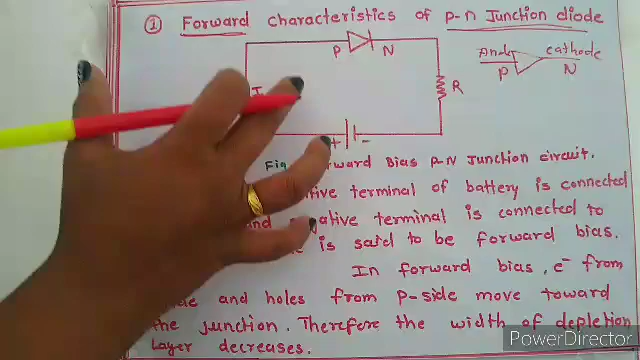 ① Forward characteristics of p-n Junction diode
P N
Anode cathode
P N
I
R
+ -
Fig Forward Bias P-N Junction circuit.
tive terminal of battery is connected
and ative terminal is connected to
is said to be forward bias.
In forward bias, e⁻ from
and holes from p-side move toward
the junction. Therefore the width of depletion
layer decreases.
PowerDirector